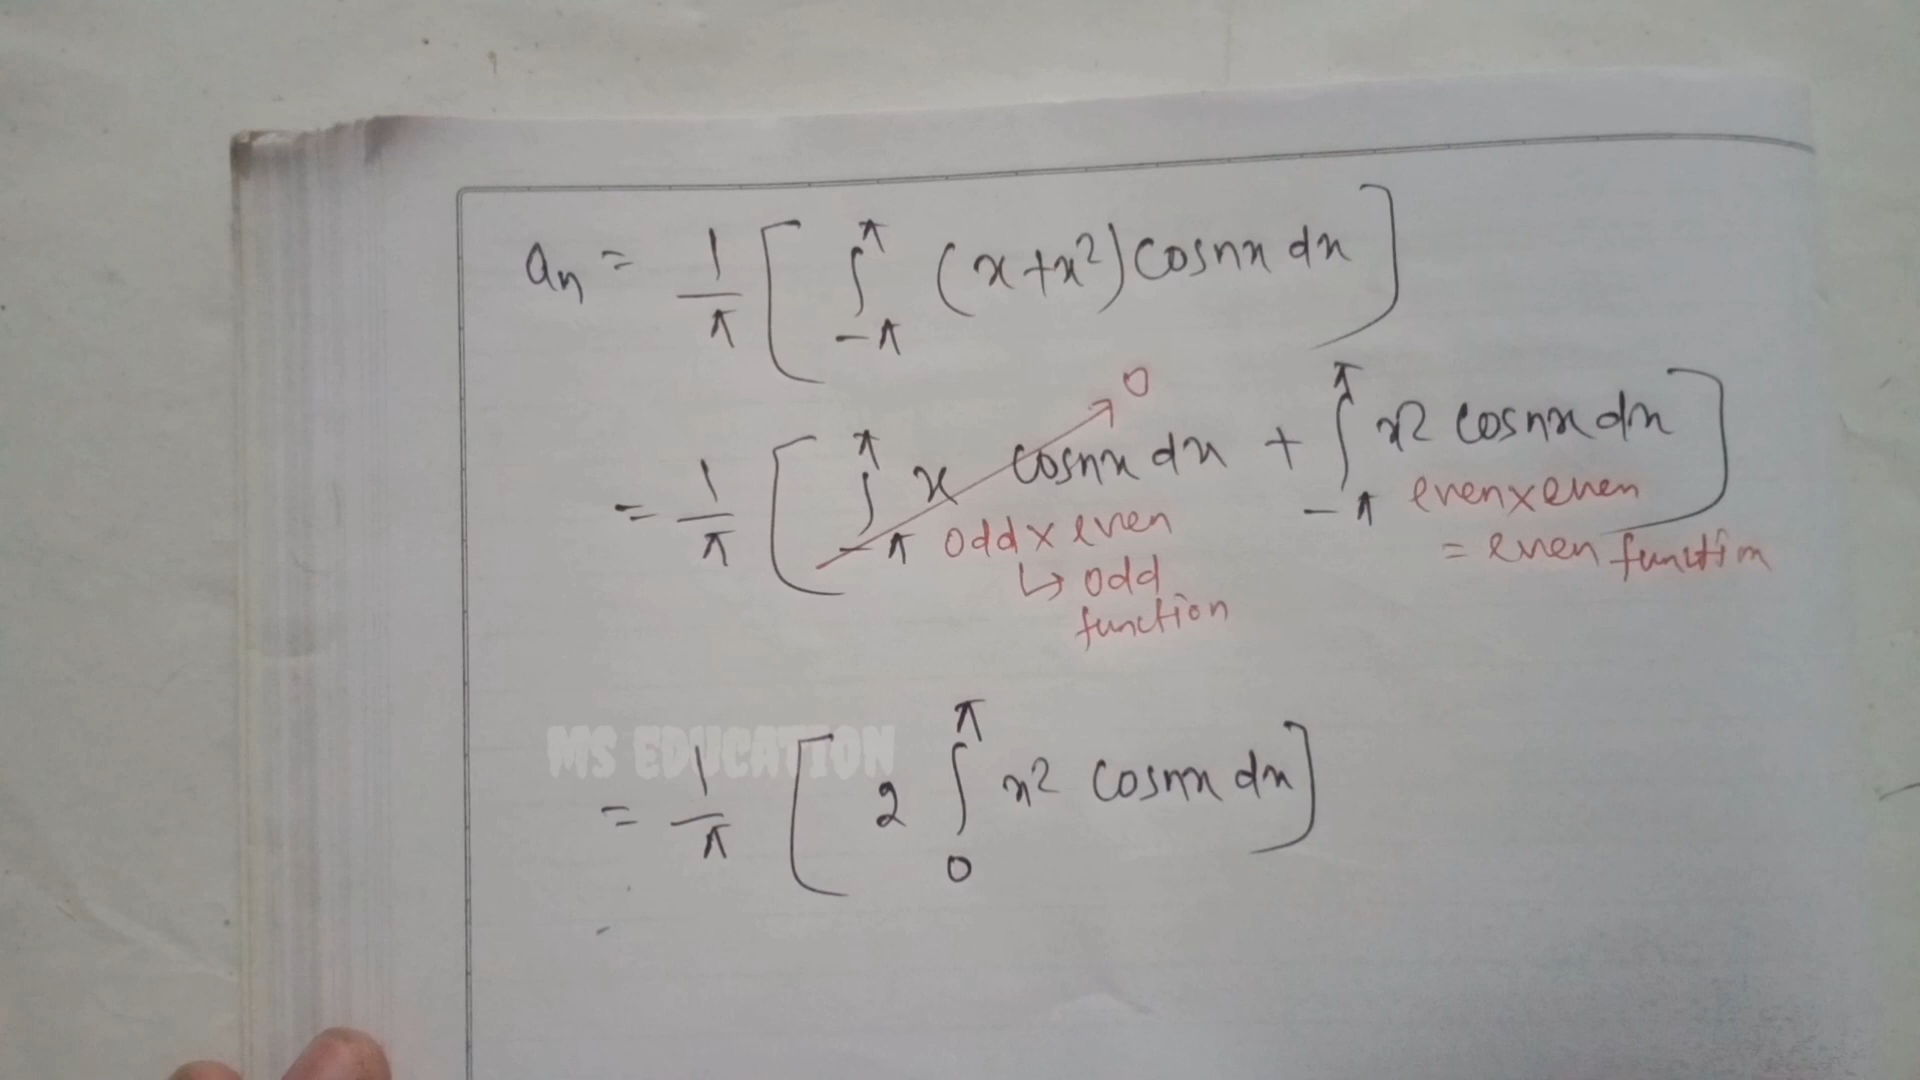 aₙ = 1/π [ ∫_{-π}^{π} (x+x²) cosnx dx ]
= 1/π [ ∫_{-π}^{π} x cosnx dx + ∫_{-π}^{π} x² cosnx dx ]
0
odd x even
↳ odd
function
even x even
= even function
MS EDUCATION
= 1/π [ 2 ∫_{0}^{π} x² cosnx dx ]